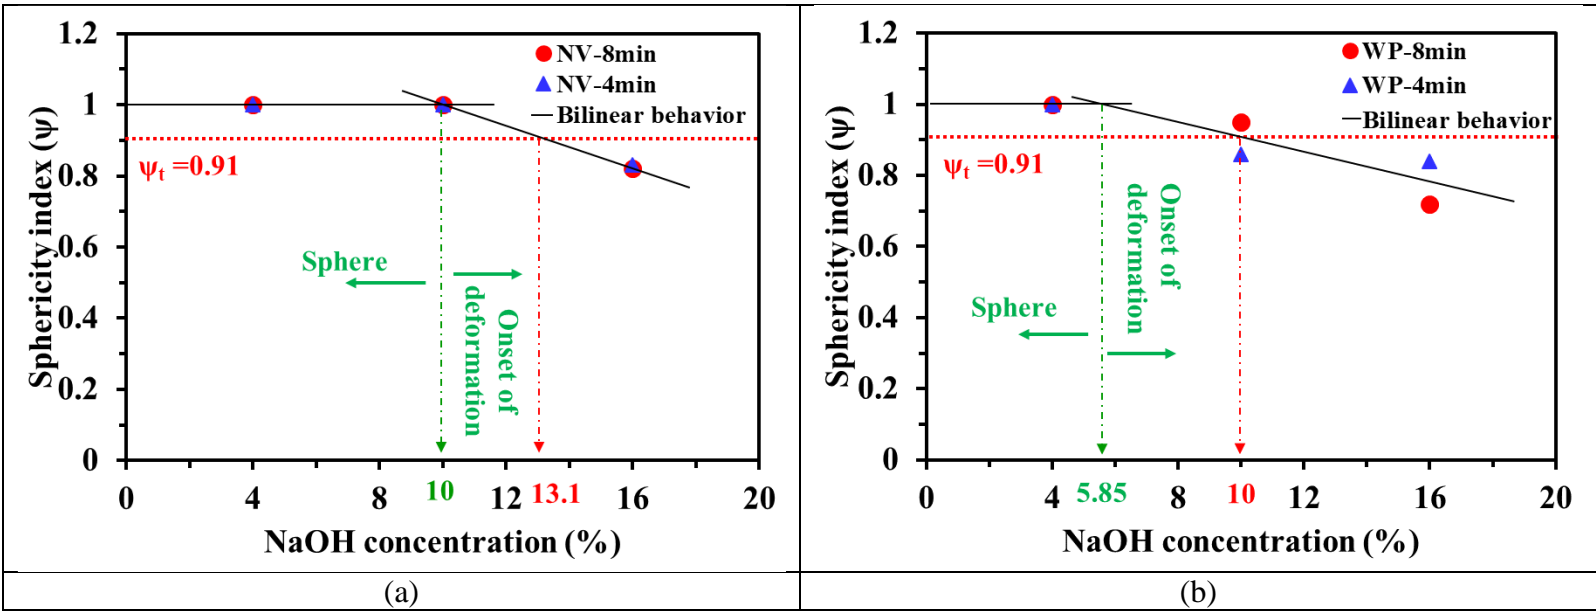 1.2
1
0.8
0.6
0.4
0.2
0
Sphericity index (ψ)
NV-8min
NV-4min
Bilinear behavior
ψt =0.91
Sphere
Onset of
deformation
0
4
10
12
13.1
16
20
NaOH concentration (%)
(a)
1.2
1
0.8
0.6
0.4
0.2
0
Sphericity index (ψ)
WP-8min
WP-4min
Bilinear behavior
ψt =0.91
Sphere
Onset of
deformation
0
4
5.85
8
10
12
16
20
NaOH concentration (%)
(b)